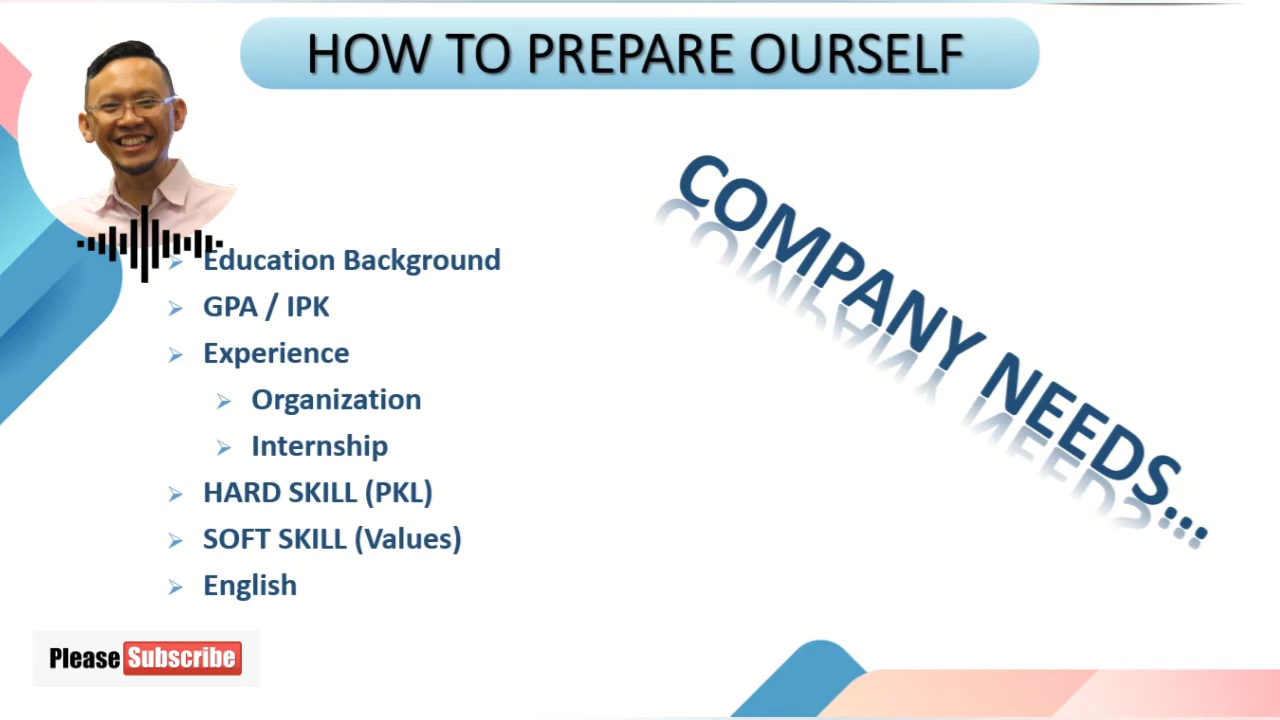 HOW TO PREPARE OURSELF
COMPANY NEEDS...
Education Background
GPA / IPK
Experience
Organization
Internship
HARD SKILL (PKL)
SOFT SKILL (Values)
English
Please Subscribe